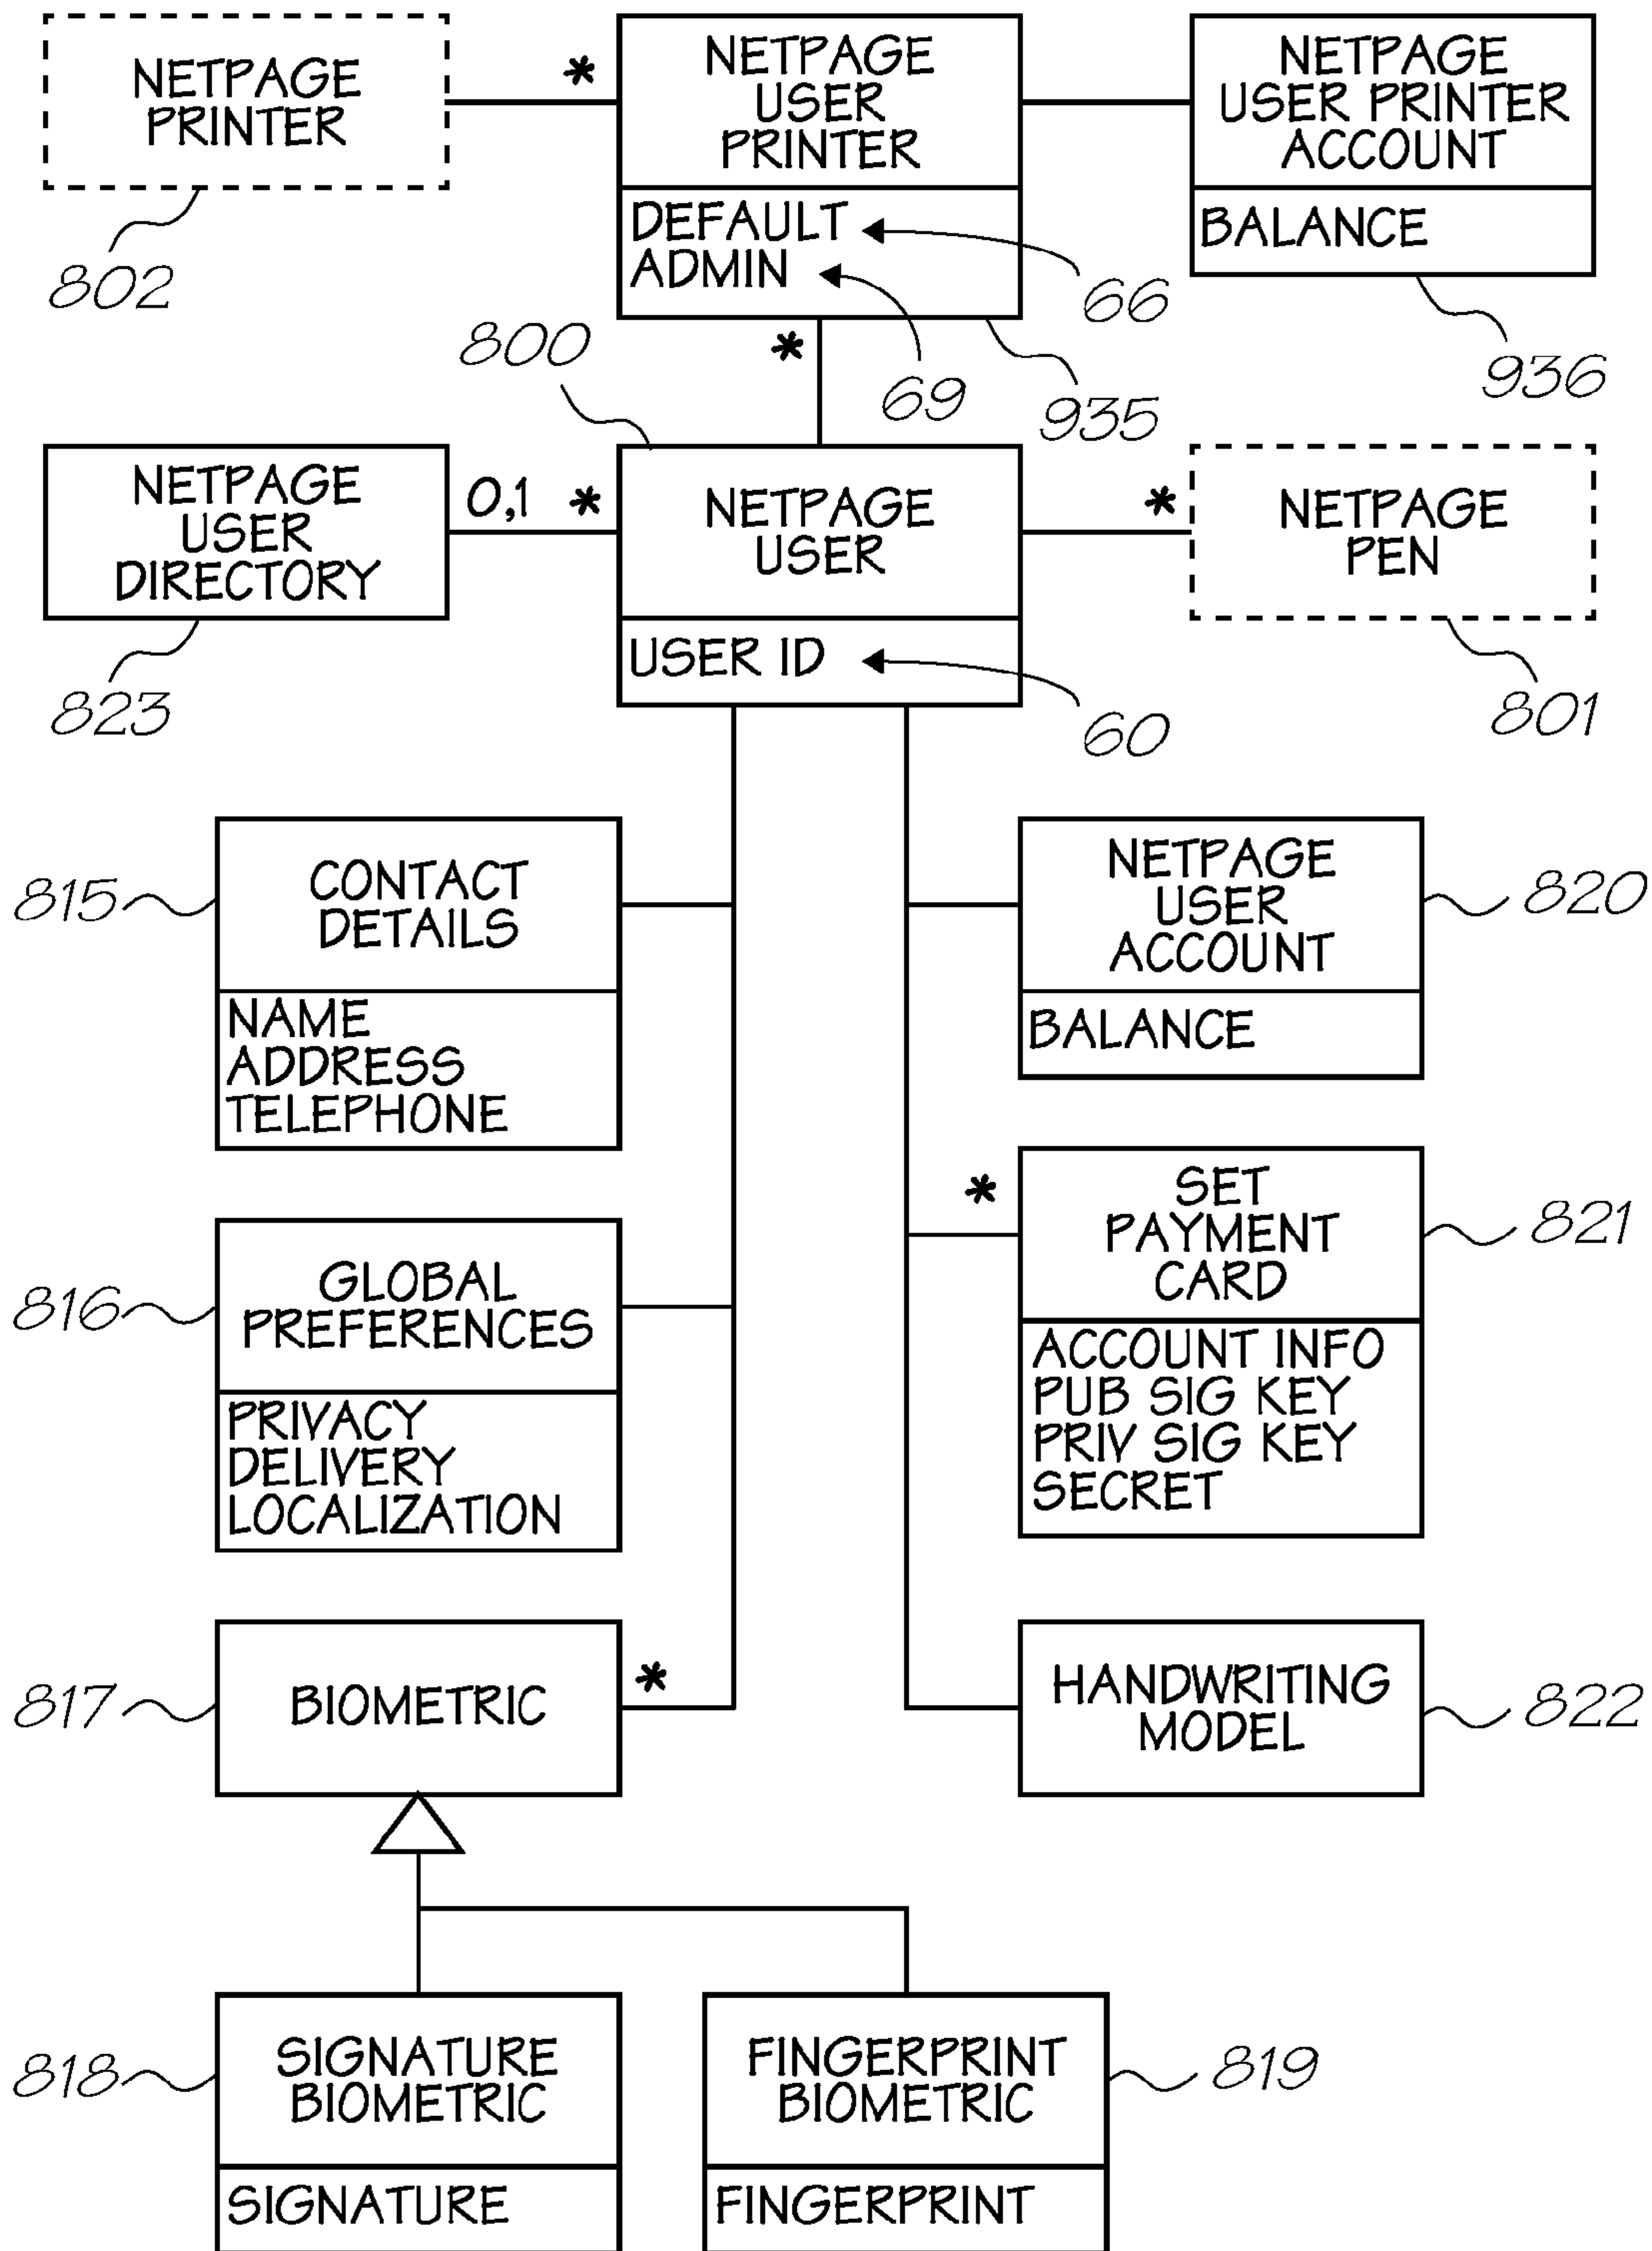 NETPAGE
PRINTER
802
*
NETPAGE
USER
PRINTER
DEFAULT
ADMIN
66
69
935
NETPAGE
USER PRINTER
ACCOUNT
BALANCE
936
*
800
NETPAGE
USER
DIRECTORY
823
0,1 *
NETPAGE
USER
USER ID
60
*
NETPAGE
PEN
801
815
CONTACT
DETAILS
NAME
ADDRESS
TELEPHONE
NETPAGE
USER
ACCOUNT
BALANCE
820
816
GLOBAL
PREFERENCES
PRIVACY
DELIVERY
LOCALIZATION
*
SET
PAYMENT
CARD
ACCOUNT INFO
PUB SIG KEY
PRIV SIG KEY
SECRET
821
817
BIOMETRIC
*
HANDWRITING
MODEL
822
818
SIGNATURE
BIOMETRIC
SIGNATURE
FINGERPRINT
BIOMETRIC
FINGERPRINT
819